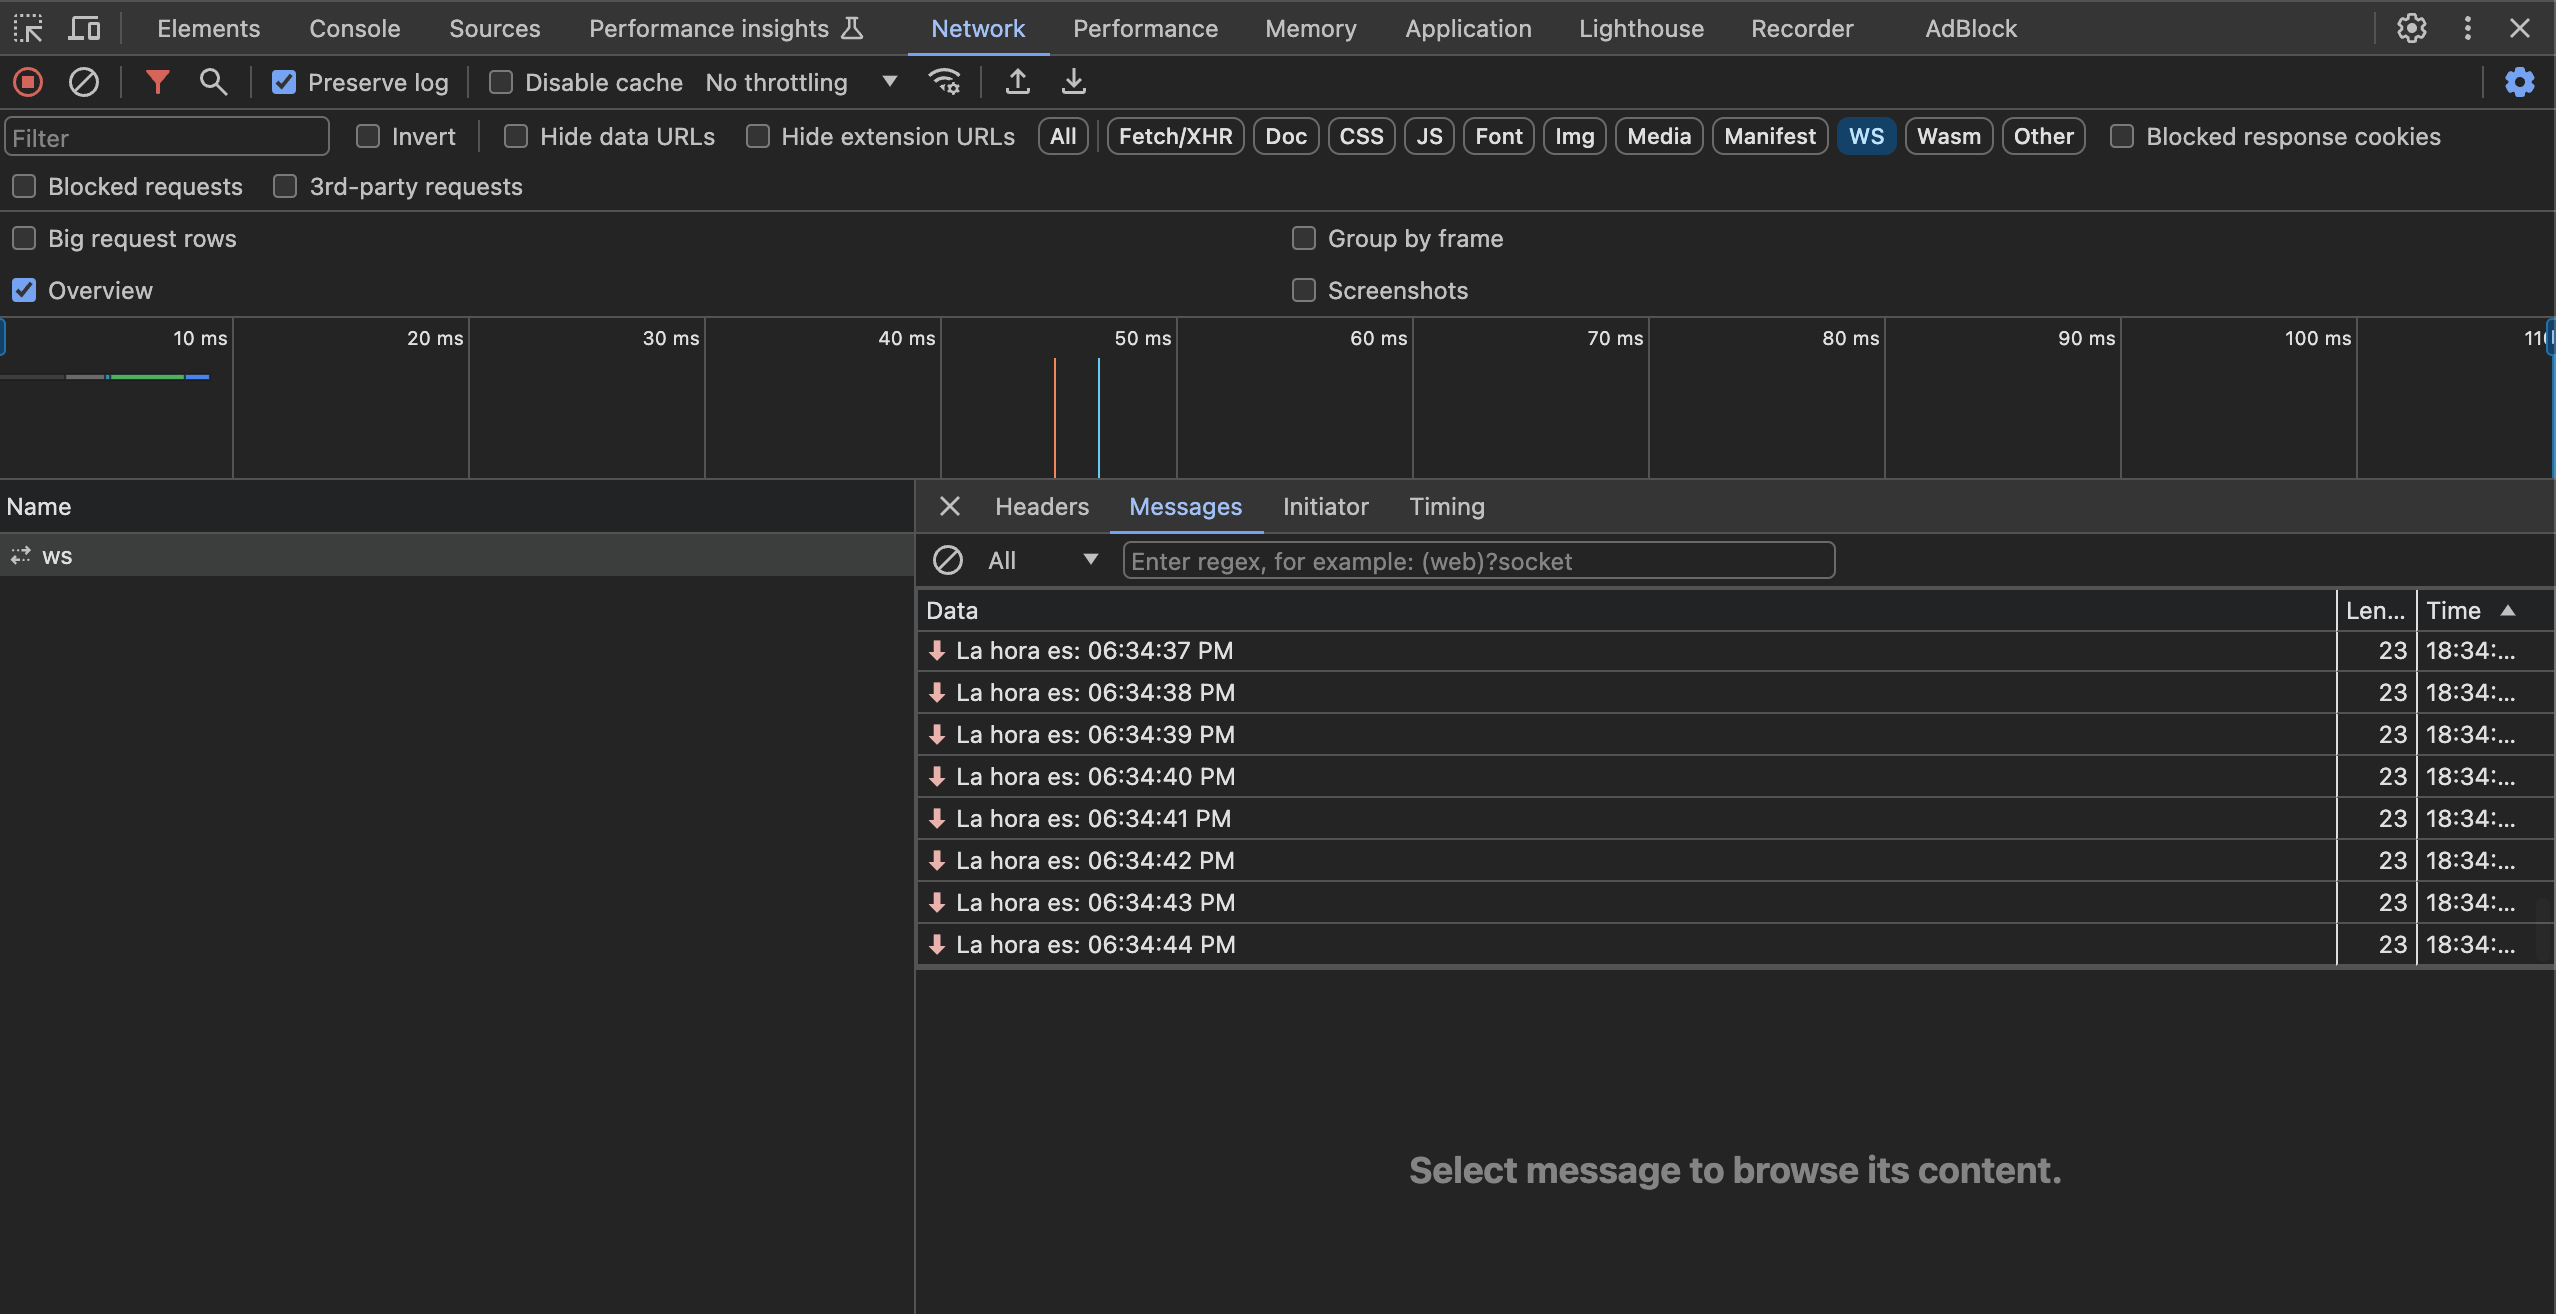 Elements Console Sources Performance insights Network Performance Memory Application Lighthouse Recorder AdBlock
Preserve log Disable cache No throttling
Filter Invert Hide data URLs Hide extension URLs All Fetch/XHR Doc CSS JS Font Img Media Manifest WS Wasm Other Blocked response cookies
Blocked requests 3rd-party requests
Big request rows Group by frame
Overview Screenshots
10 ms 20 ms 30 ms 40 ms 50 ms 60 ms 70 ms 80 ms 90 ms 100 ms
Name
ws
Headers Messages Initiator Timing
All Enter regex, for example: (web)?socket
Data Len... Time
La hora es: 06:34:37 PM 23 18:34:...
La hora es: 06:34:38 PM 23 18:34:...
La hora es: 06:34:39 PM 23 18:34:...
La hora es: 06:34:40 PM 23 18:34:...
La hora es: 06:34:41 PM 23 18:34:...
La hora es: 06:34:42 PM 23 18:34:...
La hora es: 06:34:43 PM 23 18:34:...
La hora es: 06:34:44 PM 23 18:34:...
Select message to browse its content.